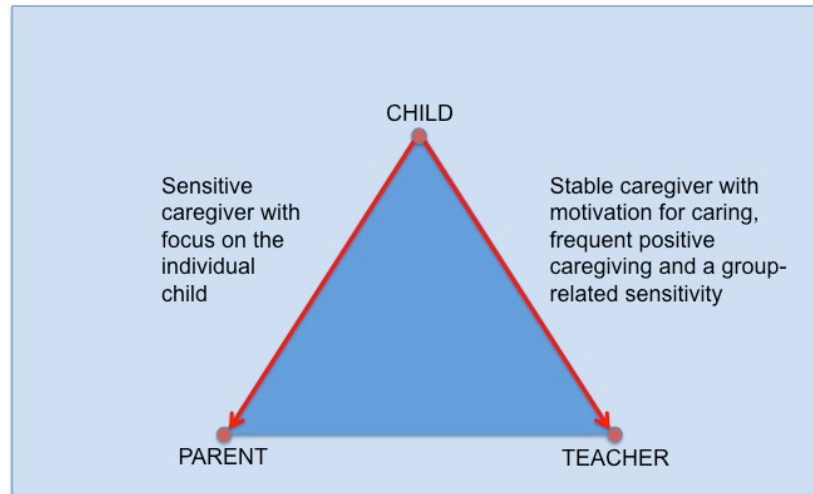 CHILD
Sensitive
caregiver with
focus on the
individual
child
Stable caregiver with
motivation for caring,
frequent positive
caregiving and a group-
related sensitivity
PARENT
TEACHER